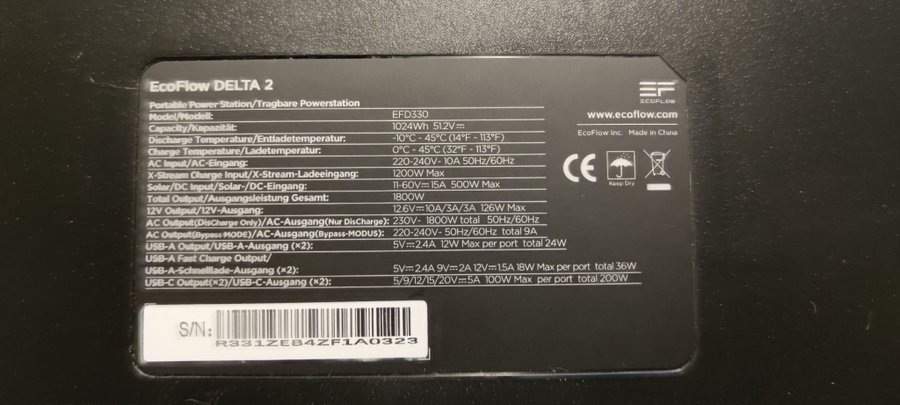 EcoFlow DELTA 2
EF
ECOFLOW
Portable Power Station/Tragbare Powerstation
www.ecoflow.com
Model/Modell: EFD330
Capacity/Kapazität: 1024Wh 51.2V⎓
EcoFlow Inc. Made in China
Discharge Temperature/Entladetemperatur: -10°C - 45°C (14°F - 113°F)
Charge Temperature/Ladetemperatur: 0°C - 45°C (32°F - 113°F)
AC Input/AC-Eingang: 220-240V~ 10A 50Hz/60Hz
X-Stream Charge Input/X-Stream-Ladeeingang: 1200W Max
CE
Keep Dry
Solar/DC Input/Solar-/DC-Eingang: 11-60V⎓15A 500W Max
Total Output/Ausgangsleistung Gesamt: 1800W
12V Output/12V-Ausgang: 12.6V⎓10A/3A/3A 126W Max
AC Output(DisCharge Only)/AC-Ausgang(Nur DisCharge): 230V~ 1800W total 50Hz/60Hz
AC Output(Bypass MODE)/AC-Ausgang(Bypass-MODUS): 220-240V~ 50Hz/60Hz total 9A
USB-A Output/USB-A-Ausgang (×2): 5V⎓2.4A 12W Max per port total 24W
USB-A Fast Charge Output/
USB-A-Schnelllade-Ausgang (×2): 5V⎓2.4A 9V⎓2A 12V⎓1.5A 18W Max per port total 36W
USB-C Output(×2)/USB-C-Ausgang (×2): 5/9/12/15/20V⎓5A 100W Max per port total 200W
S/N:
R331ZEB4ZF1A0323